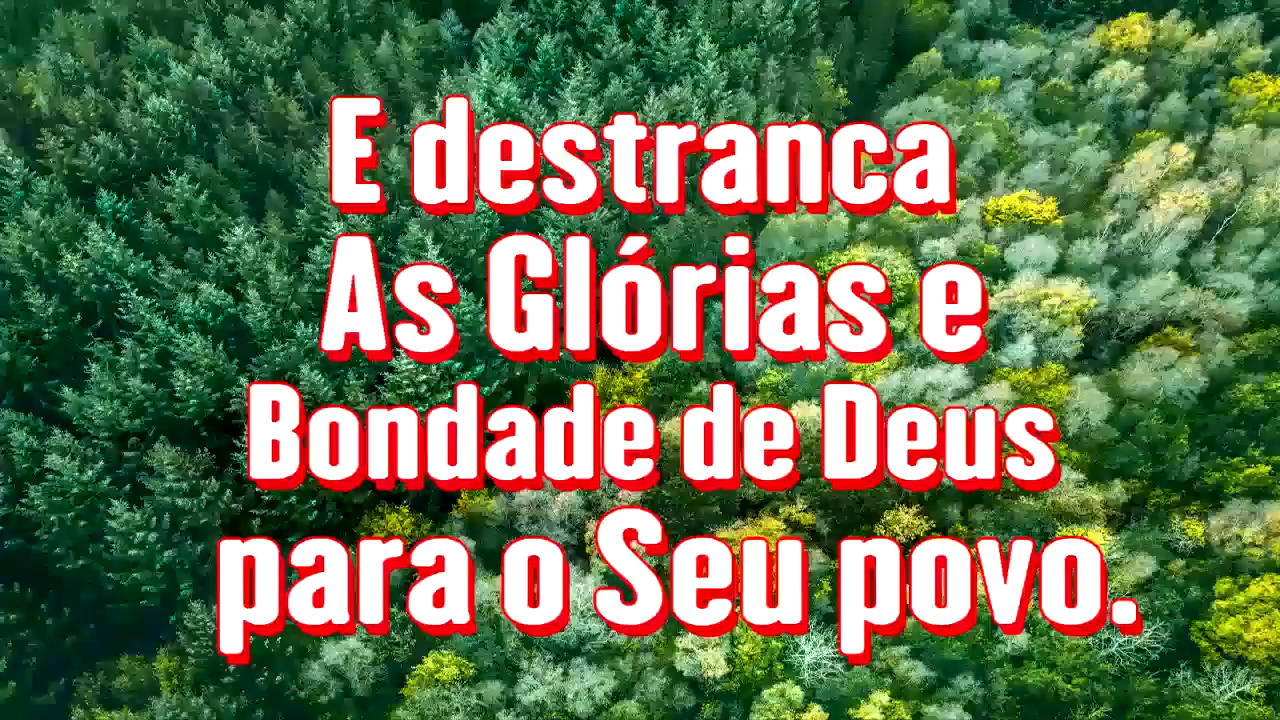 E destranca
As Glórias e
Bondade de Deus
para o Seu povo.